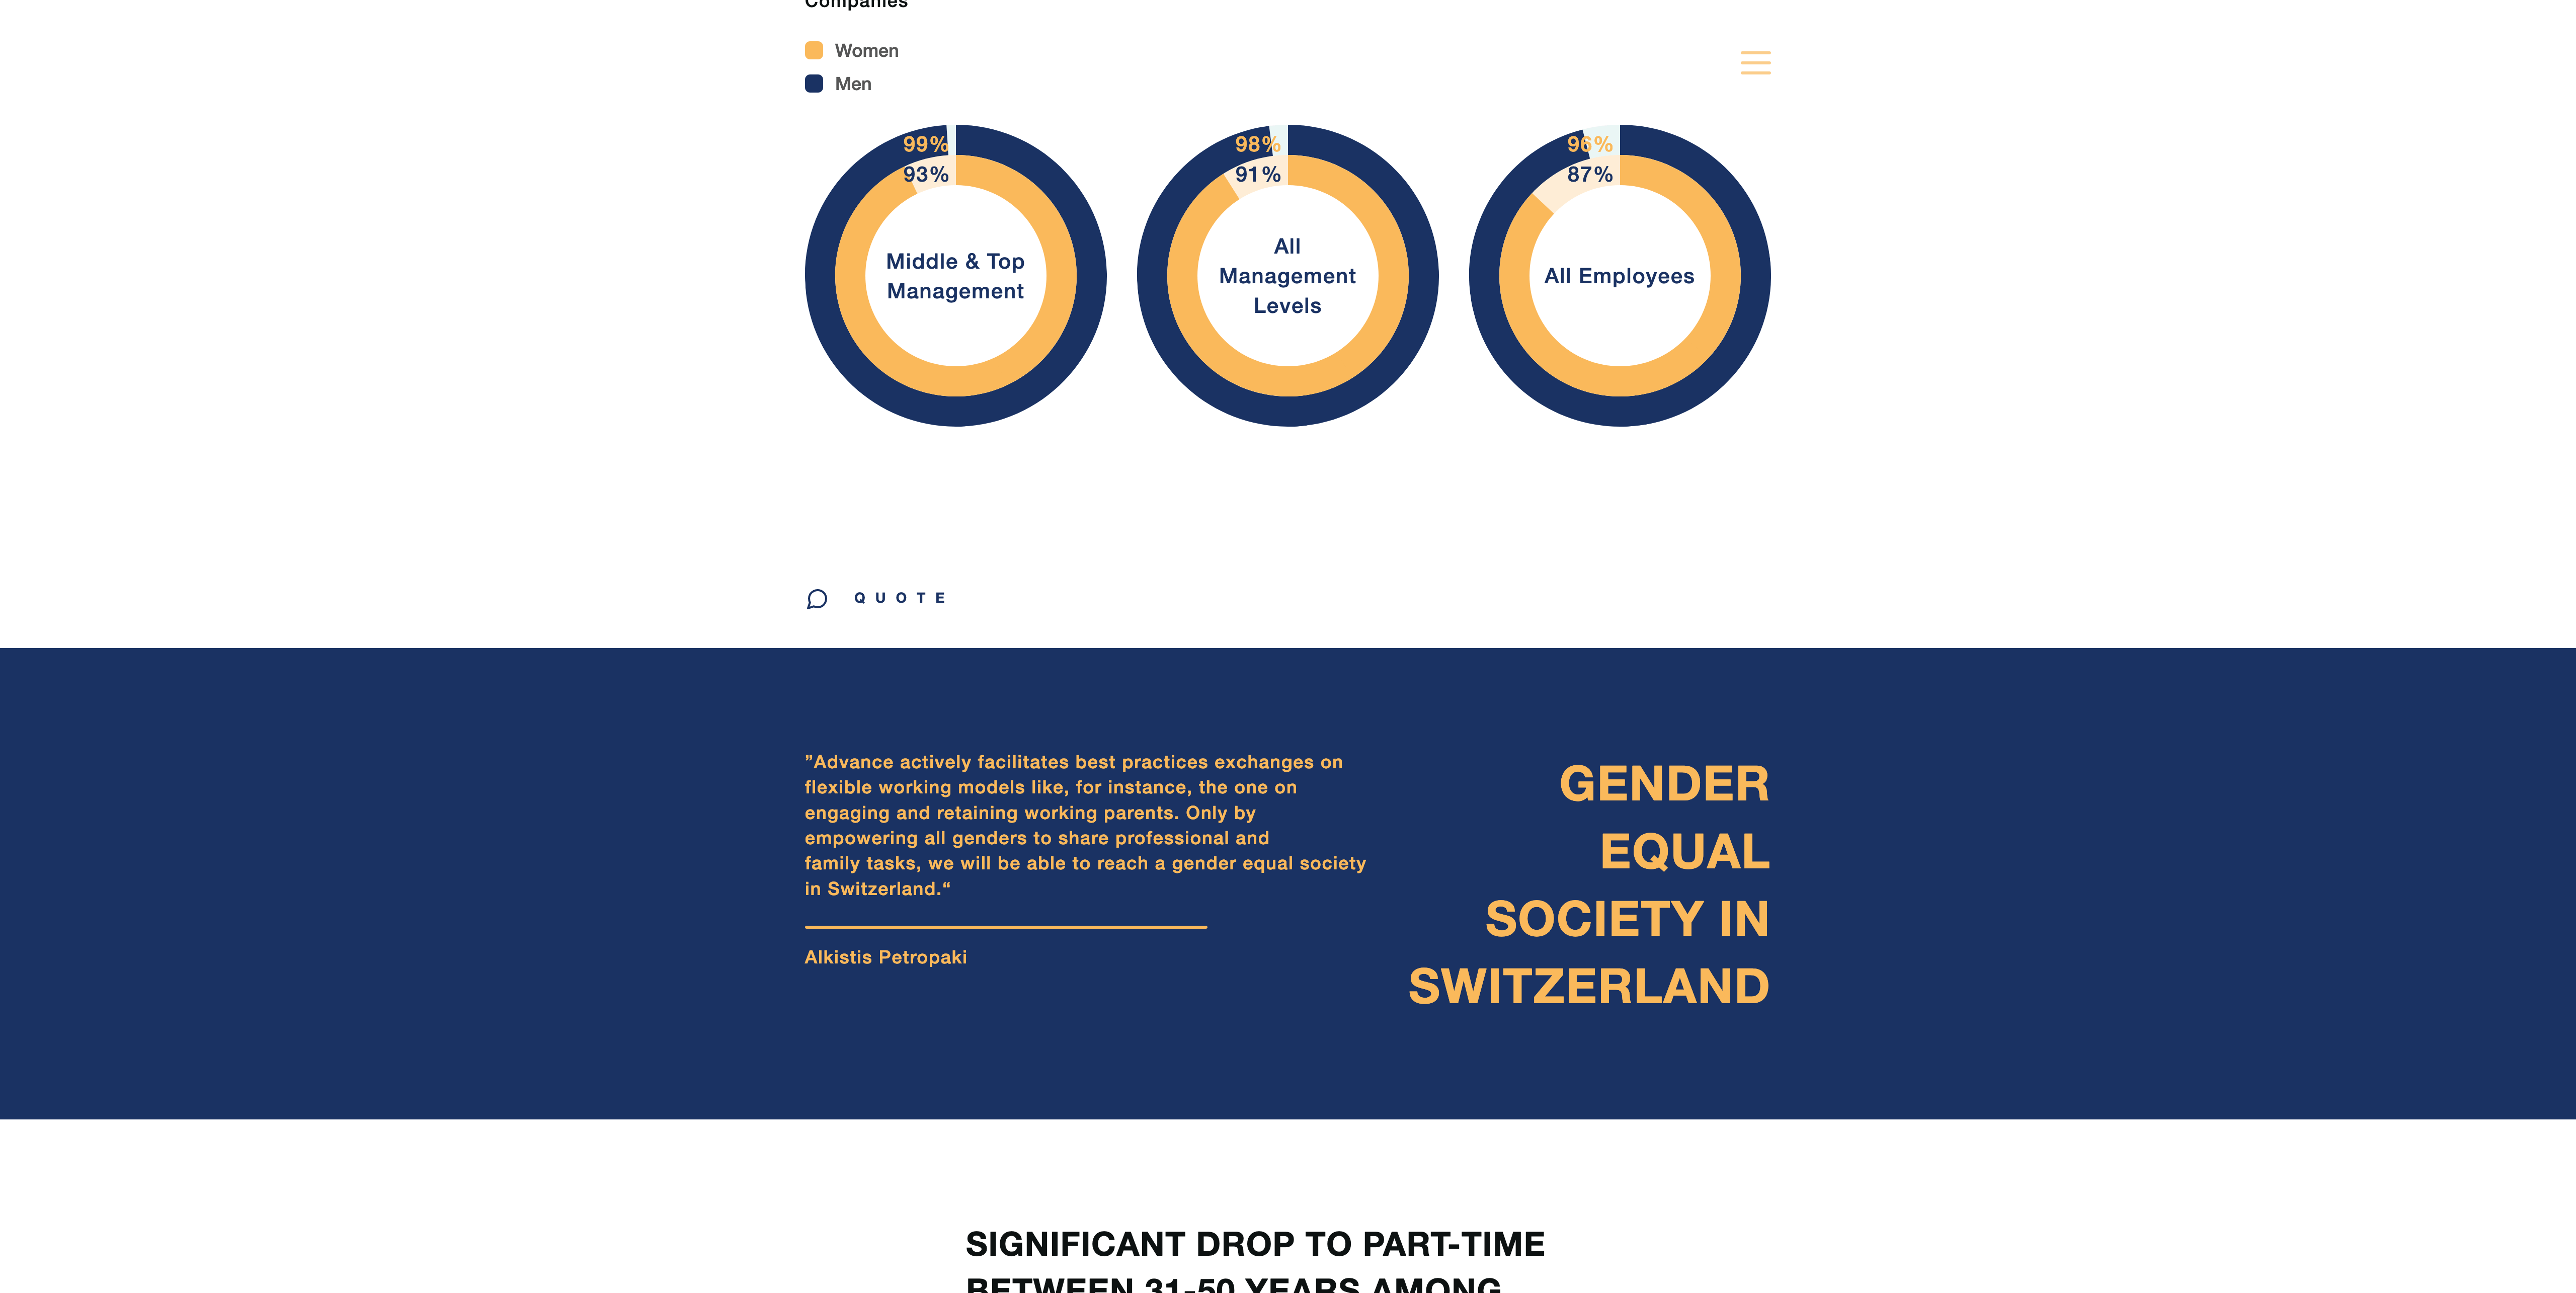 Companies
Women
Men
99%
93%
Middle & Top
Management
98%
91%
All
Management
Levels
96%
87%
All Employees
QUOTE
”Advance actively facilitates best practices exchanges on
flexible working models like, for instance, the one on
engaging and retaining working parents. Only by
empowering all genders to share professional and
family tasks, we will be able to reach a gender equal society
in Switzerland.“
Alkistis Petropaki
GENDER
EQUAL
SOCIETY IN
SWITZERLAND
SIGNIFICANT DROP TO PART-TIME
BETWEEN 31-50 YEARS AMONG